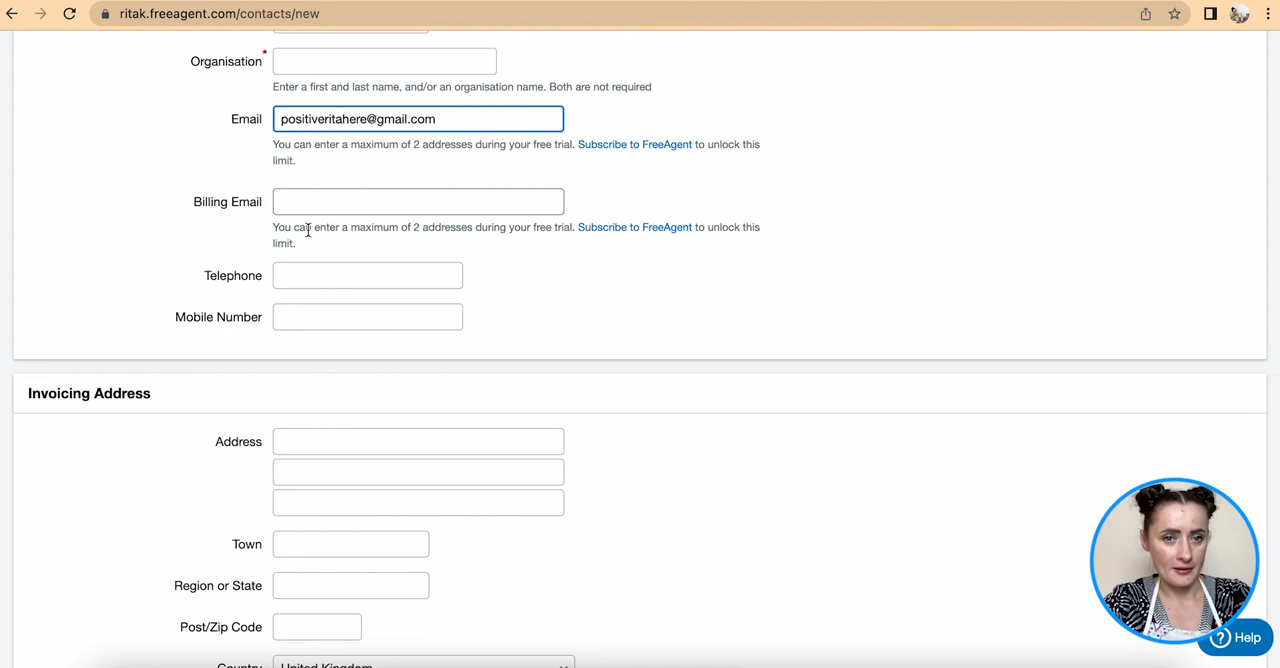 ritak.freeagent.com/contacts/new
Organisation*
Enter a first and last name, and/or an organisation name. Both are not required
Email positiveritahere@gmail.com
You can enter a maximum of 2 addresses during your free trial. Subscribe to FreeAgent to unlock this
limit.
Billing Email
You can enter a maximum of 2 addresses during your free trial. Subscribe to FreeAgent to unlock this
limit.
Telephone
Mobile Number
Invoicing Address
Address
Town
Region or State
Post/Zip Code
Country United Kingdom
? Help